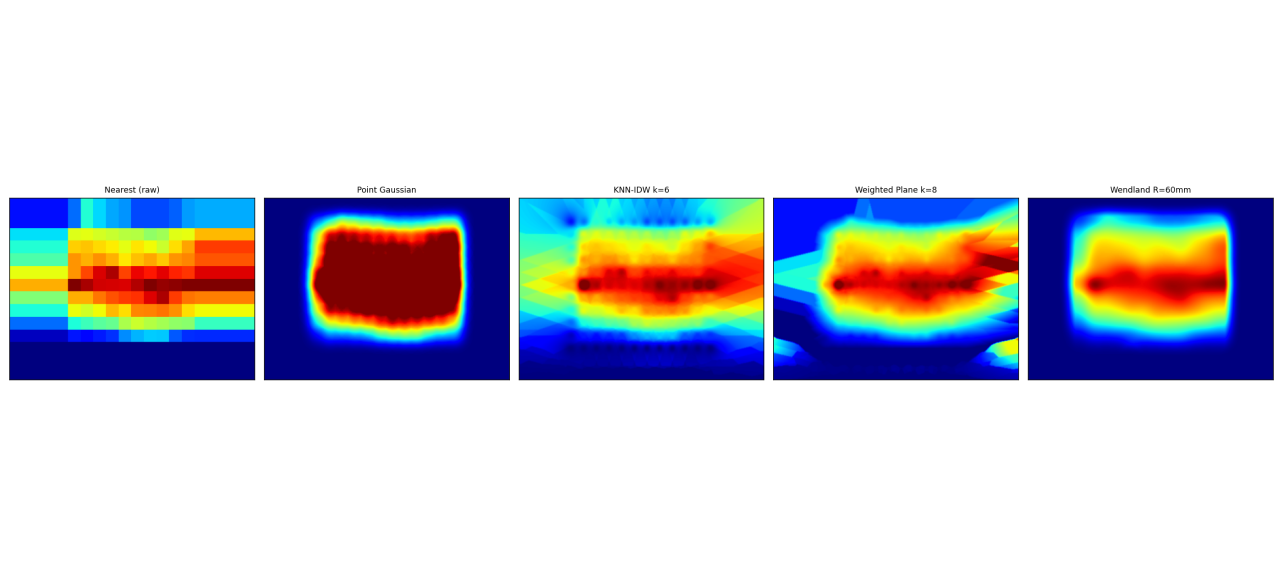 Nearest (raw)
Point Gaussian
KNN-IDW k=6
Weighted Plane k=8
Wendland R=60mm